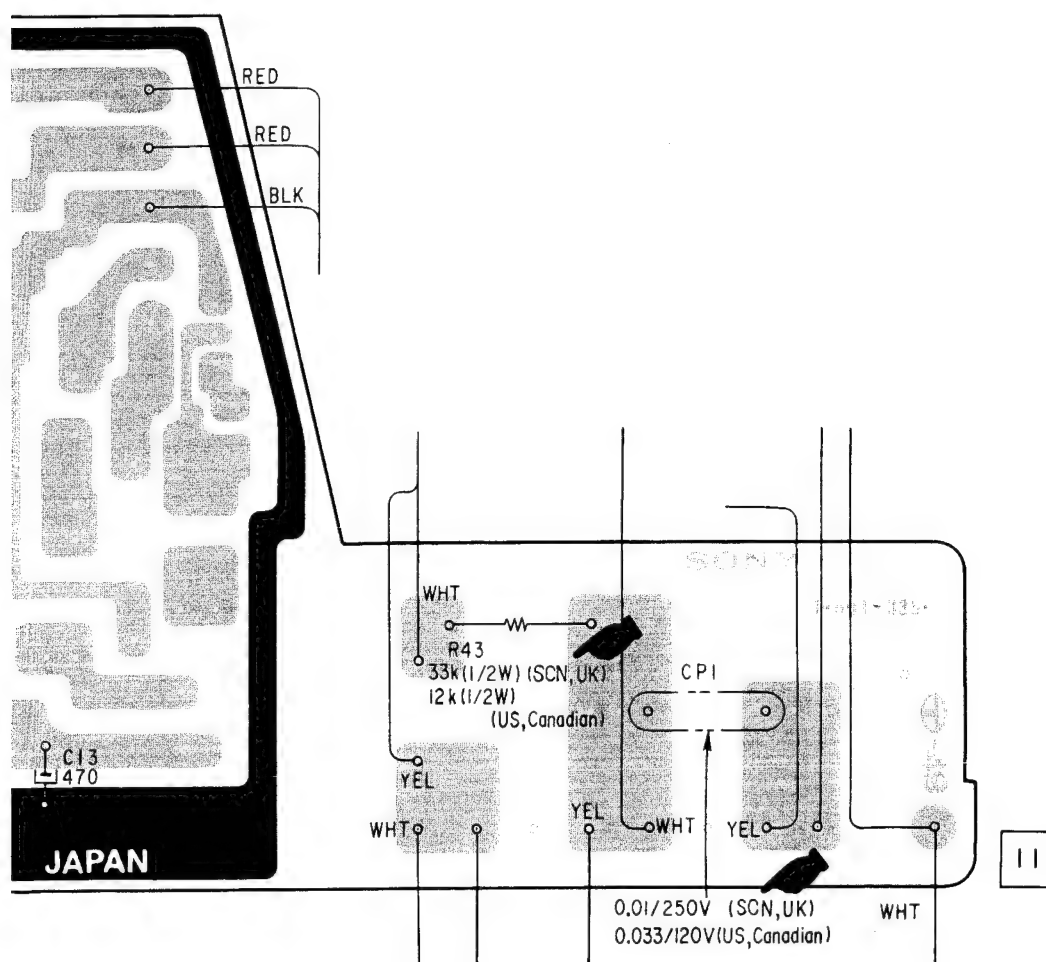 RED
RED
BLK
SONY
WHT
R43
33k(1/2W) (SCN,UK)
12k(1/2W)
(US,Canadian)
CP1
C13
470
YEL
WHT
YEL
WHT
YEL
JAPAN
11
0.01/250V (SCN,UK)
0.033/120V(US,Canadian)
WHT